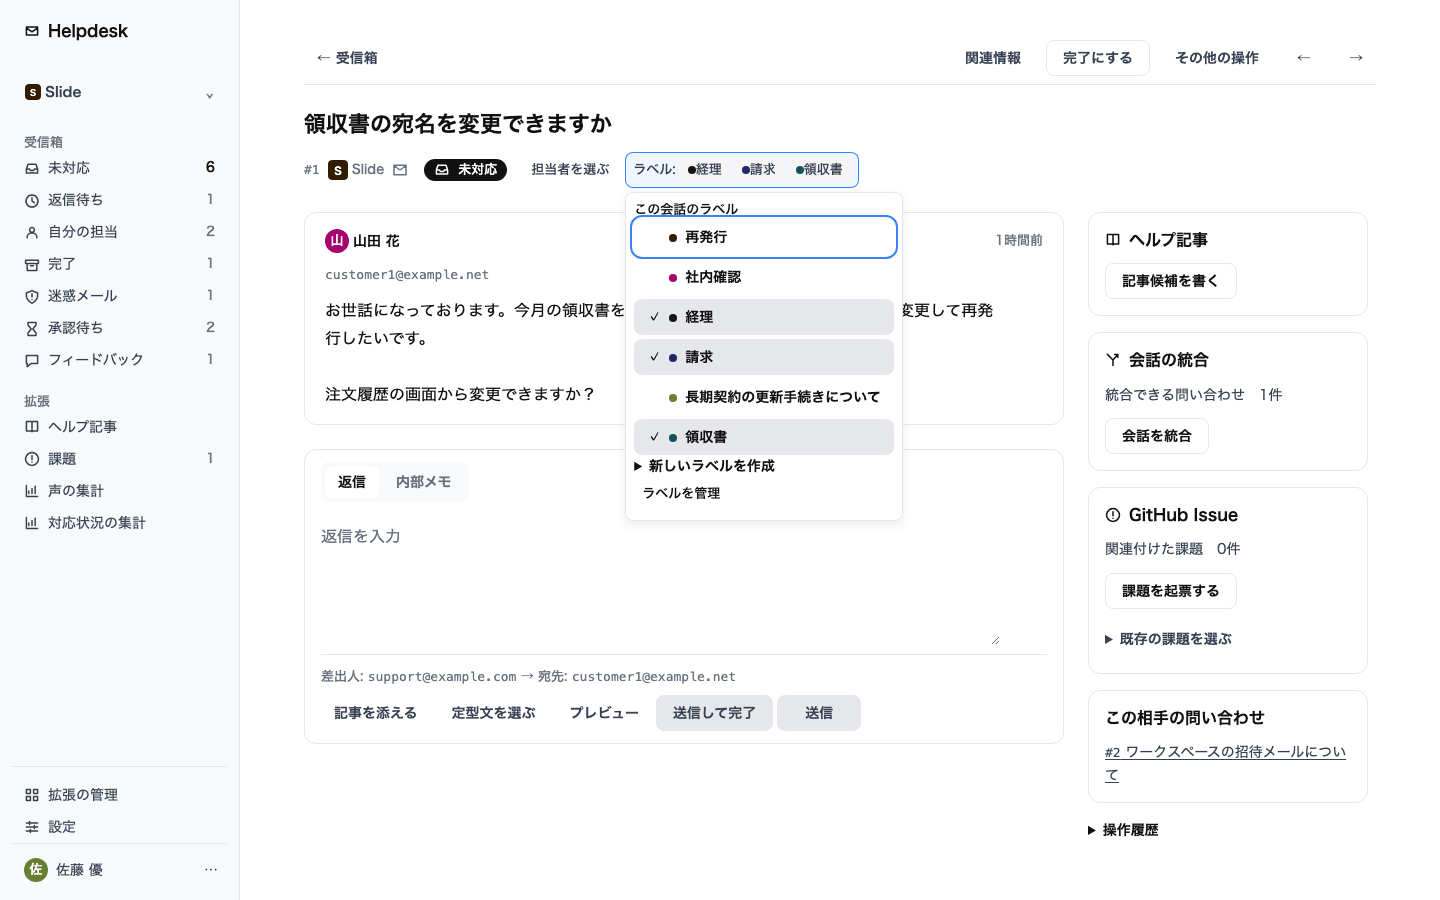 Helpdesk
S Slide
受信箱
未対応 6
返信待ち 1
自分の担当 2
完了 1
迷惑メール 1
承認待ち 2
フィードバック 1
拡張
ヘルプ記事
課題 1
声の集計
対応状況の集計
拡張の管理
設定
佐 佐藤 優 …
← 受信箱
関連情報 完了にする その他の操作 ← →
領収書の宛名を変更できますか
#1 S Slide 未対応 担当者を選ぶ ラベル: 経理 請求 領収書
この会話のラベル
再発行
社内確認
✓ 経理
✓ 請求
長期契約の更新手続きについて
✓ 領収書
新しいラベルを作成
ラベルを管理
山 山田 花 1時間前
customer1@example.net
お世話になっております。今月の領収書を 変更して再発
行したいです。
注文履歴の画面から変更できますか？
返信 内部メモ
返信を入力
差出人: support@example.com → 宛先: customer1@example.net
記事を添える 定型文を選ぶ プレビュー 送信して完了 送信
ヘルプ記事
記事候補を書く
会話の統合
統合できる問い合わせ 1件
会話を統合
GitHub Issue
関連付けた課題 0件
課題を起票する
既存の課題を選ぶ
この相手の問い合わせ
#2 ワークスペースの招待メールについ
て
操作履歴